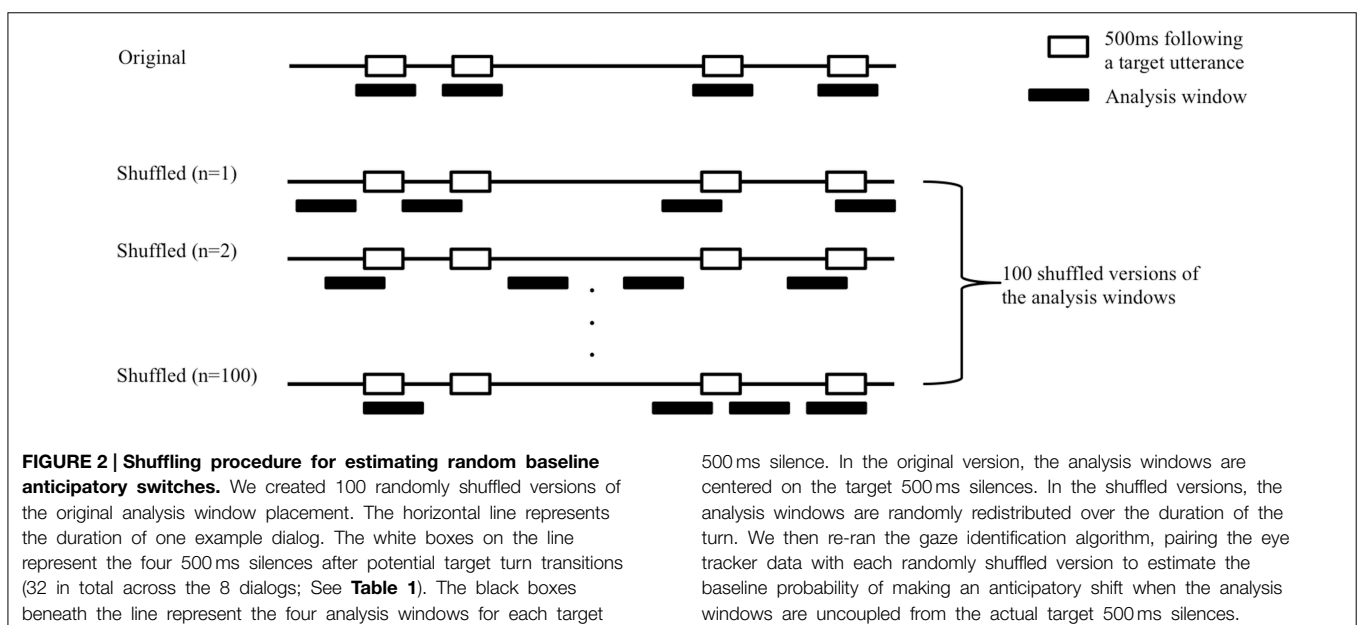 Original
500ms following
a target utterance
Analysis window
Shuffled (n=1)
Shuffled (n=2)
100 shuffled versions of
the analysis windows
Shuffled (n=100)
FIGURE 2 | Shuffling procedure for estimating random baseline
anticipatory switches. We created 100 randomly shuffled versions of
the original analysis window placement. The horizontal line represents
the duration of one example dialog. The white boxes on the line
represent the four 500 ms silences after potential target turn transitions
(32 in total across the 8 dialogs; See Table 1). The black boxes
beneath the line represent the four analysis windows for each target
500 ms silence. In the original version, the analysis windows are
centered on the target 500 ms silences. In the shuffled versions, the
analysis windows are randomly redistributed over the duration of the
turn. We then re-ran the gaze identification algorithm, pairing the eye
tracker data with each randomly shuffled version to estimate the
baseline probability of making an anticipatory shift when the analysis
windows are uncoupled from the actual target 500 ms silences.